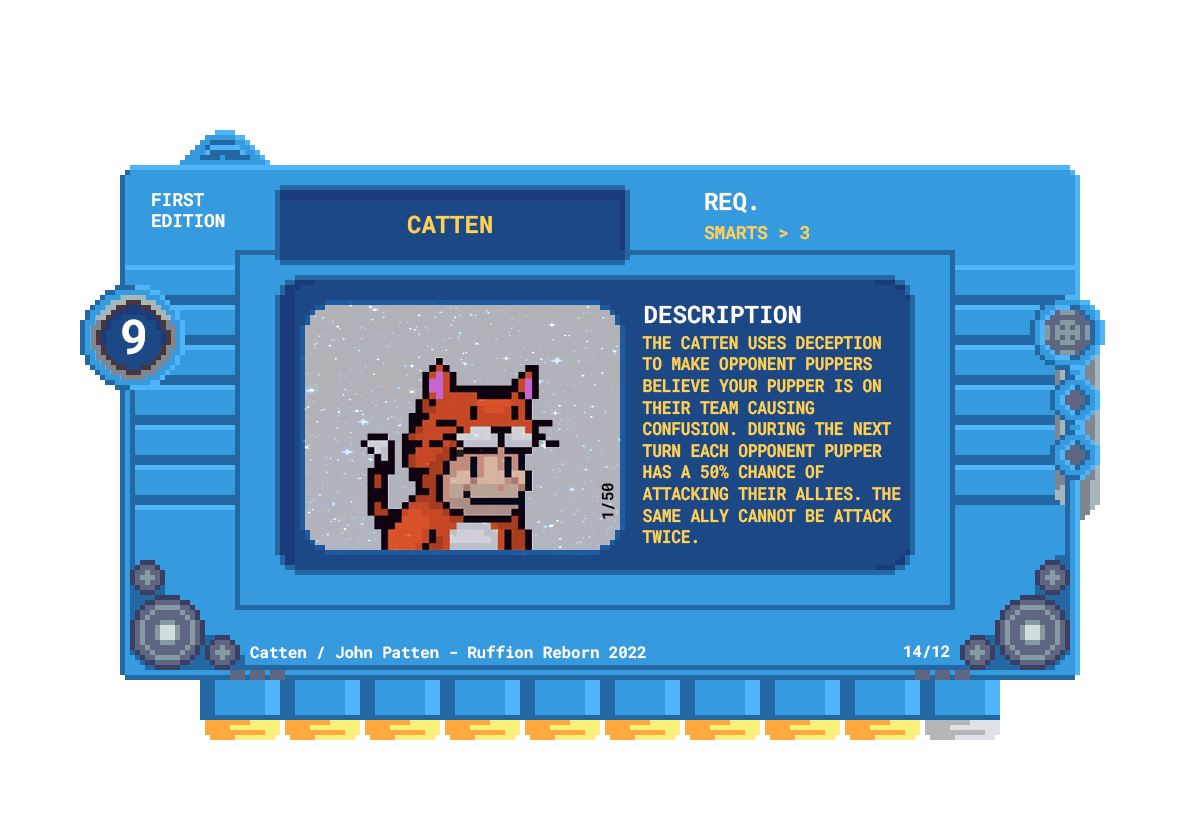 FIRST
EDITION
CATTEN
REQ.
SMARTS > 3
9
DESCRIPTION
THE CATTEN USES DECEPTION
TO MAKE OPPONENT PUPPERS
BELIEVE YOUR PUPPER IS ON
THEIR TEAM CAUSING
CONFUSION. DURING THE NEXT
TURN EACH OPPONENT PUPPER
HAS A 50% CHANCE OF
ATTACKING THEIR ALLIES. THE
SAME ALLY CANNOT BE ATTACK
TWICE.
1/50
Catten / John Patten - Ruffion Reborn 2022
14/12